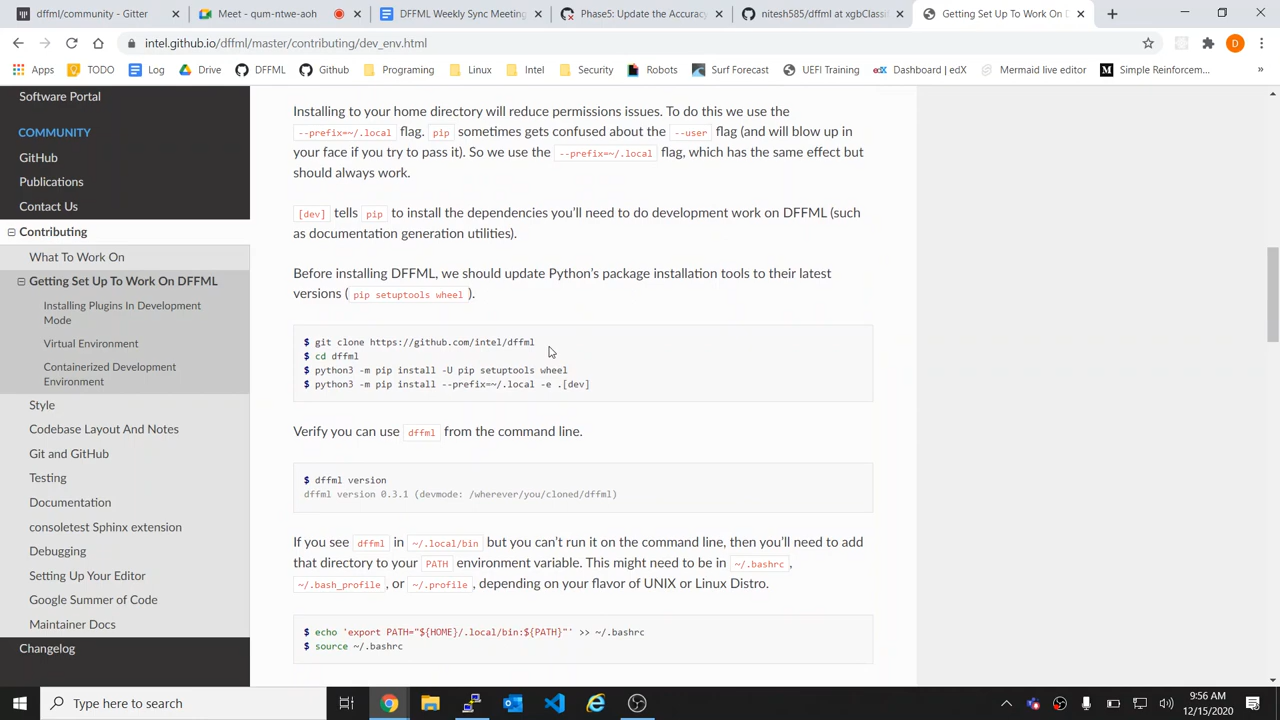 dffml/community - Gitter
Meet - qum-ntwe-aoh
DFFML Weekly Sync Meeting
Phase5: Update the Accuracy
nitesh585/dffml at xgbClassif
Getting Set Up To Work On D
intel.github.io/dffml/master/contributing/dev_env.html
D
Apps
TODO
Log
Drive
DFFML
Github
Programing
Linux
Intel
Security
Robots
Surf Forecast
UEFI Training
edX
Dashboard | edX
Mermaid live editor
Simple Reinforcem...
Software Portal
COMMUNITY
GitHub
Publications
Contact Us
Contributing
What To Work On
Getting Set Up To Work On DFFML
Installing Plugins In Development
Mode
Virtual Environment
Containerized Development
Environment
Style
Codebase Layout And Notes
Git and GitHub
Testing
Documentation
consoletest Sphinx extension
Debugging
Setting Up Your Editor
Google Summer of Code
Maintainer Docs
Changelog
Installing to your home directory will reduce permissions issues. To do this we use the
--prefix=~/.local flag. pip sometimes gets confused about the --user flag (and will blow up in
your face if you try to pass it). So we use the --prefix=~/.local flag, which has the same effect but
should always work.
[dev] tells pip to install the dependencies you'll need to do development work on DFFML (such
as documentation generation utilities).
Before installing DFFML, we should update Python's package installation tools to their latest
versions ( pip setuptools wheel ).
$ git clone https://github.com/intel/dffml
$ cd dffml
$ python3 -m pip install -U pip setuptools wheel
$ python3 -m pip install --prefix=~/.local -e .[dev]
Verify you can use dffml from the command line.
$ dffml version
dffml version 0.3.1 (devmode: /wherever/you/cloned/dffml)
If you see dffml in ~/.local/bin but you can't run it on the command line, then you'll need to add
that directory to your PATH environment variable. This might need to be in ~/.bashrc ,
~/.bash_profile , or ~/.profile , depending on your flavor of UNIX or Linux Distro.
$ echo 'export PATH="${HOME}/.local/bin:${PATH}"' >> ~/.bashrc
$ source ~/.bashrc
Type here to search
9:56 AM
12/15/2020